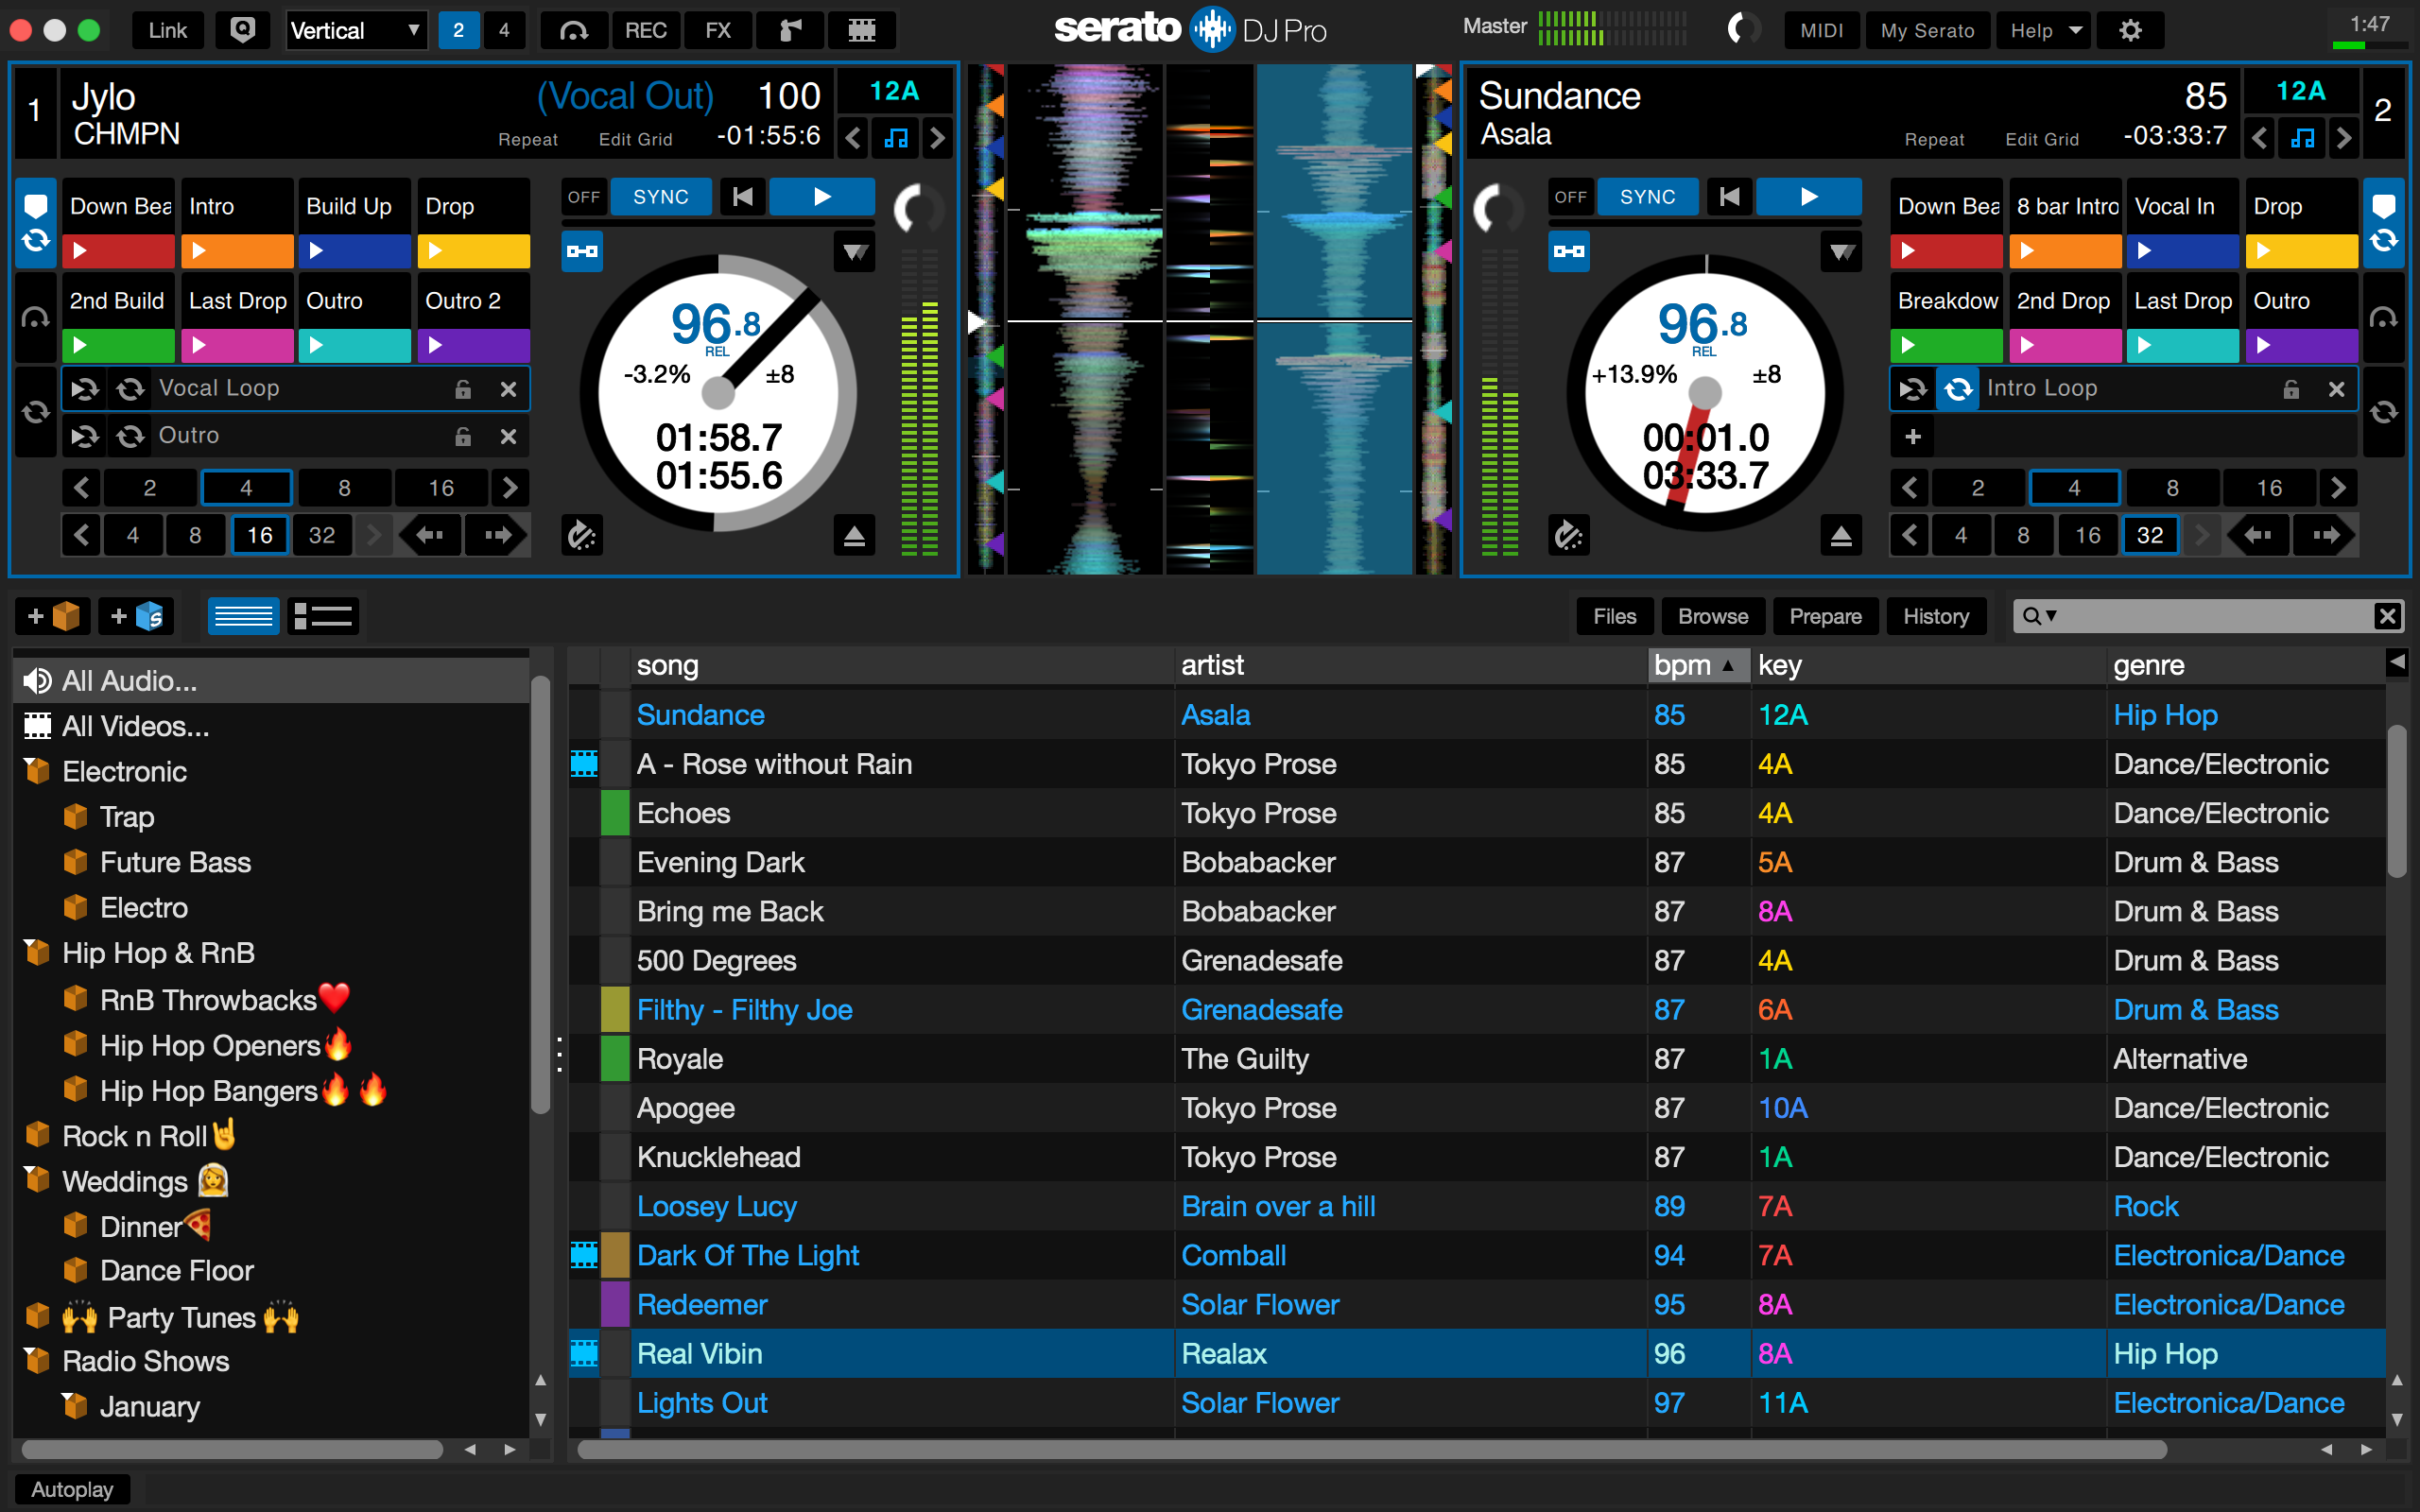 Link Vertical 2 4 REC FX serato DJ Pro Master MIDI My Serato Help 1:47
1 Jylo (Vocal Out) 100 12A
CHMPN Repeat Edit Grid -01:55:6
Down Bea Intro Build Up Drop
OFF SYNC
2nd Build Last Drop Outro Outro 2
96.8
REL
-3.2% ±8
Vocal Loop
01:58.7
Outro
01:55.6
2 4 8 16
4 8 16 32
Sundance 85 12A 2
Asala Repeat Edit Grid -03:33:7
OFF SYNC
Down Bea 8 bar Intro Vocal In Drop
96.8
REL
+13.9% ±8
Breakdow 2nd Drop Last Drop Outro
00:01.0
03:33.7
Intro Loop
+
2 4 8 16
4 8 16 32
+ + S Files Browse Prepare History
All Audio...
All Videos...
Electronic
Trap
Future Bass
Electro
Hip Hop & RnB
RnB Throwbacks❤️
Hip Hop Openers🔥
Hip Hop Bangers🔥 🔥
Rock n Roll🤘
Weddings 👰
Dinner🍕
Dance Floor
🙌 Party Tunes 🙌
Radio Shows
January
song artist bpm key genre
Sundance Asala 85 12A Hip Hop
A - Rose without Rain Tokyo Prose 85 4A Dance/Electronic
Echoes Tokyo Prose 85 4A Dance/Electronic
Evening Dark Bobabacker 87 5A Drum & Bass
Bring me Back Bobabacker 87 8A Drum & Bass
500 Degrees Grenadesafe 87 4A Drum & Bass
Filthy - Filthy Joe Grenadesafe 87 6A Drum & Bass
Royale The Guilty 87 1A Alternative
Apogee Tokyo Prose 87 10A Dance/Electronic
Knucklehead Tokyo Prose 87 1A Dance/Electronic
Loosey Lucy Brain over a hill 89 7A Rock
Dark Of The Light Comball 94 7A Electronica/Dance
Redeemer Solar Flower 95 8A Electronica/Dance
Real Vibin Realax 96 8A Hip Hop
Lights Out Solar Flower 97 11A Electronica/Dance
Autoplay